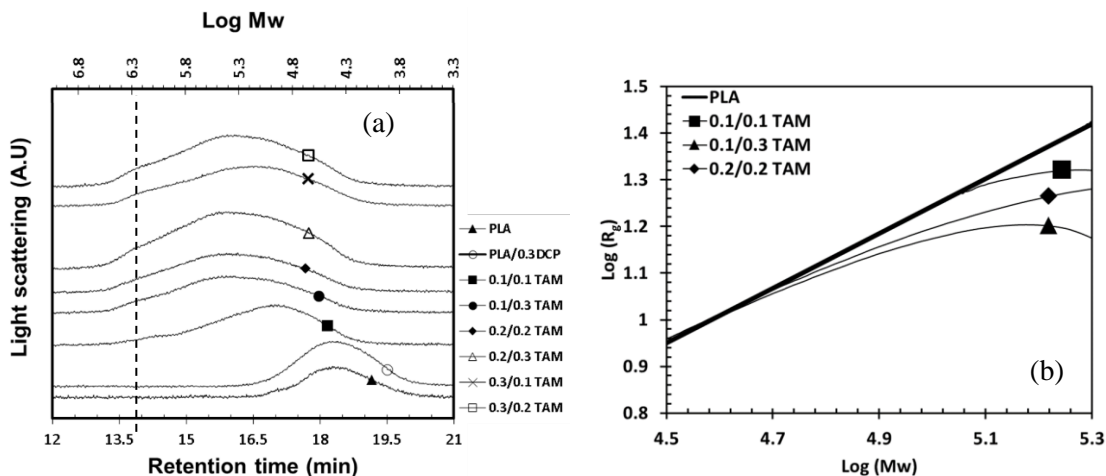 Log Mw
6.8
6.3
5.8
5.3
4.8
4.3
3.8
3.3
(a)
Light scattering (A.U)
12
13.5
15
16.5
18
19.5
21
Retention time (min)
PLA
PLA/0.3DCP
0.1/0.1 TAM
0.1/0.3 TAM
0.2/0.2 TAM
0.2/0.3 TAM
0.3/0.1 TAM
0.3/0.2 TAM
1.5
1.4
1.3
1.2
1.1
1
0.9
0.8
Log (Rg)
PLA
0.1/0.1 TAM
0.1/0.3 TAM
0.2/0.2 TAM
(b)
4.5
4.7
4.9
5.1
5.3
Log (Mw)